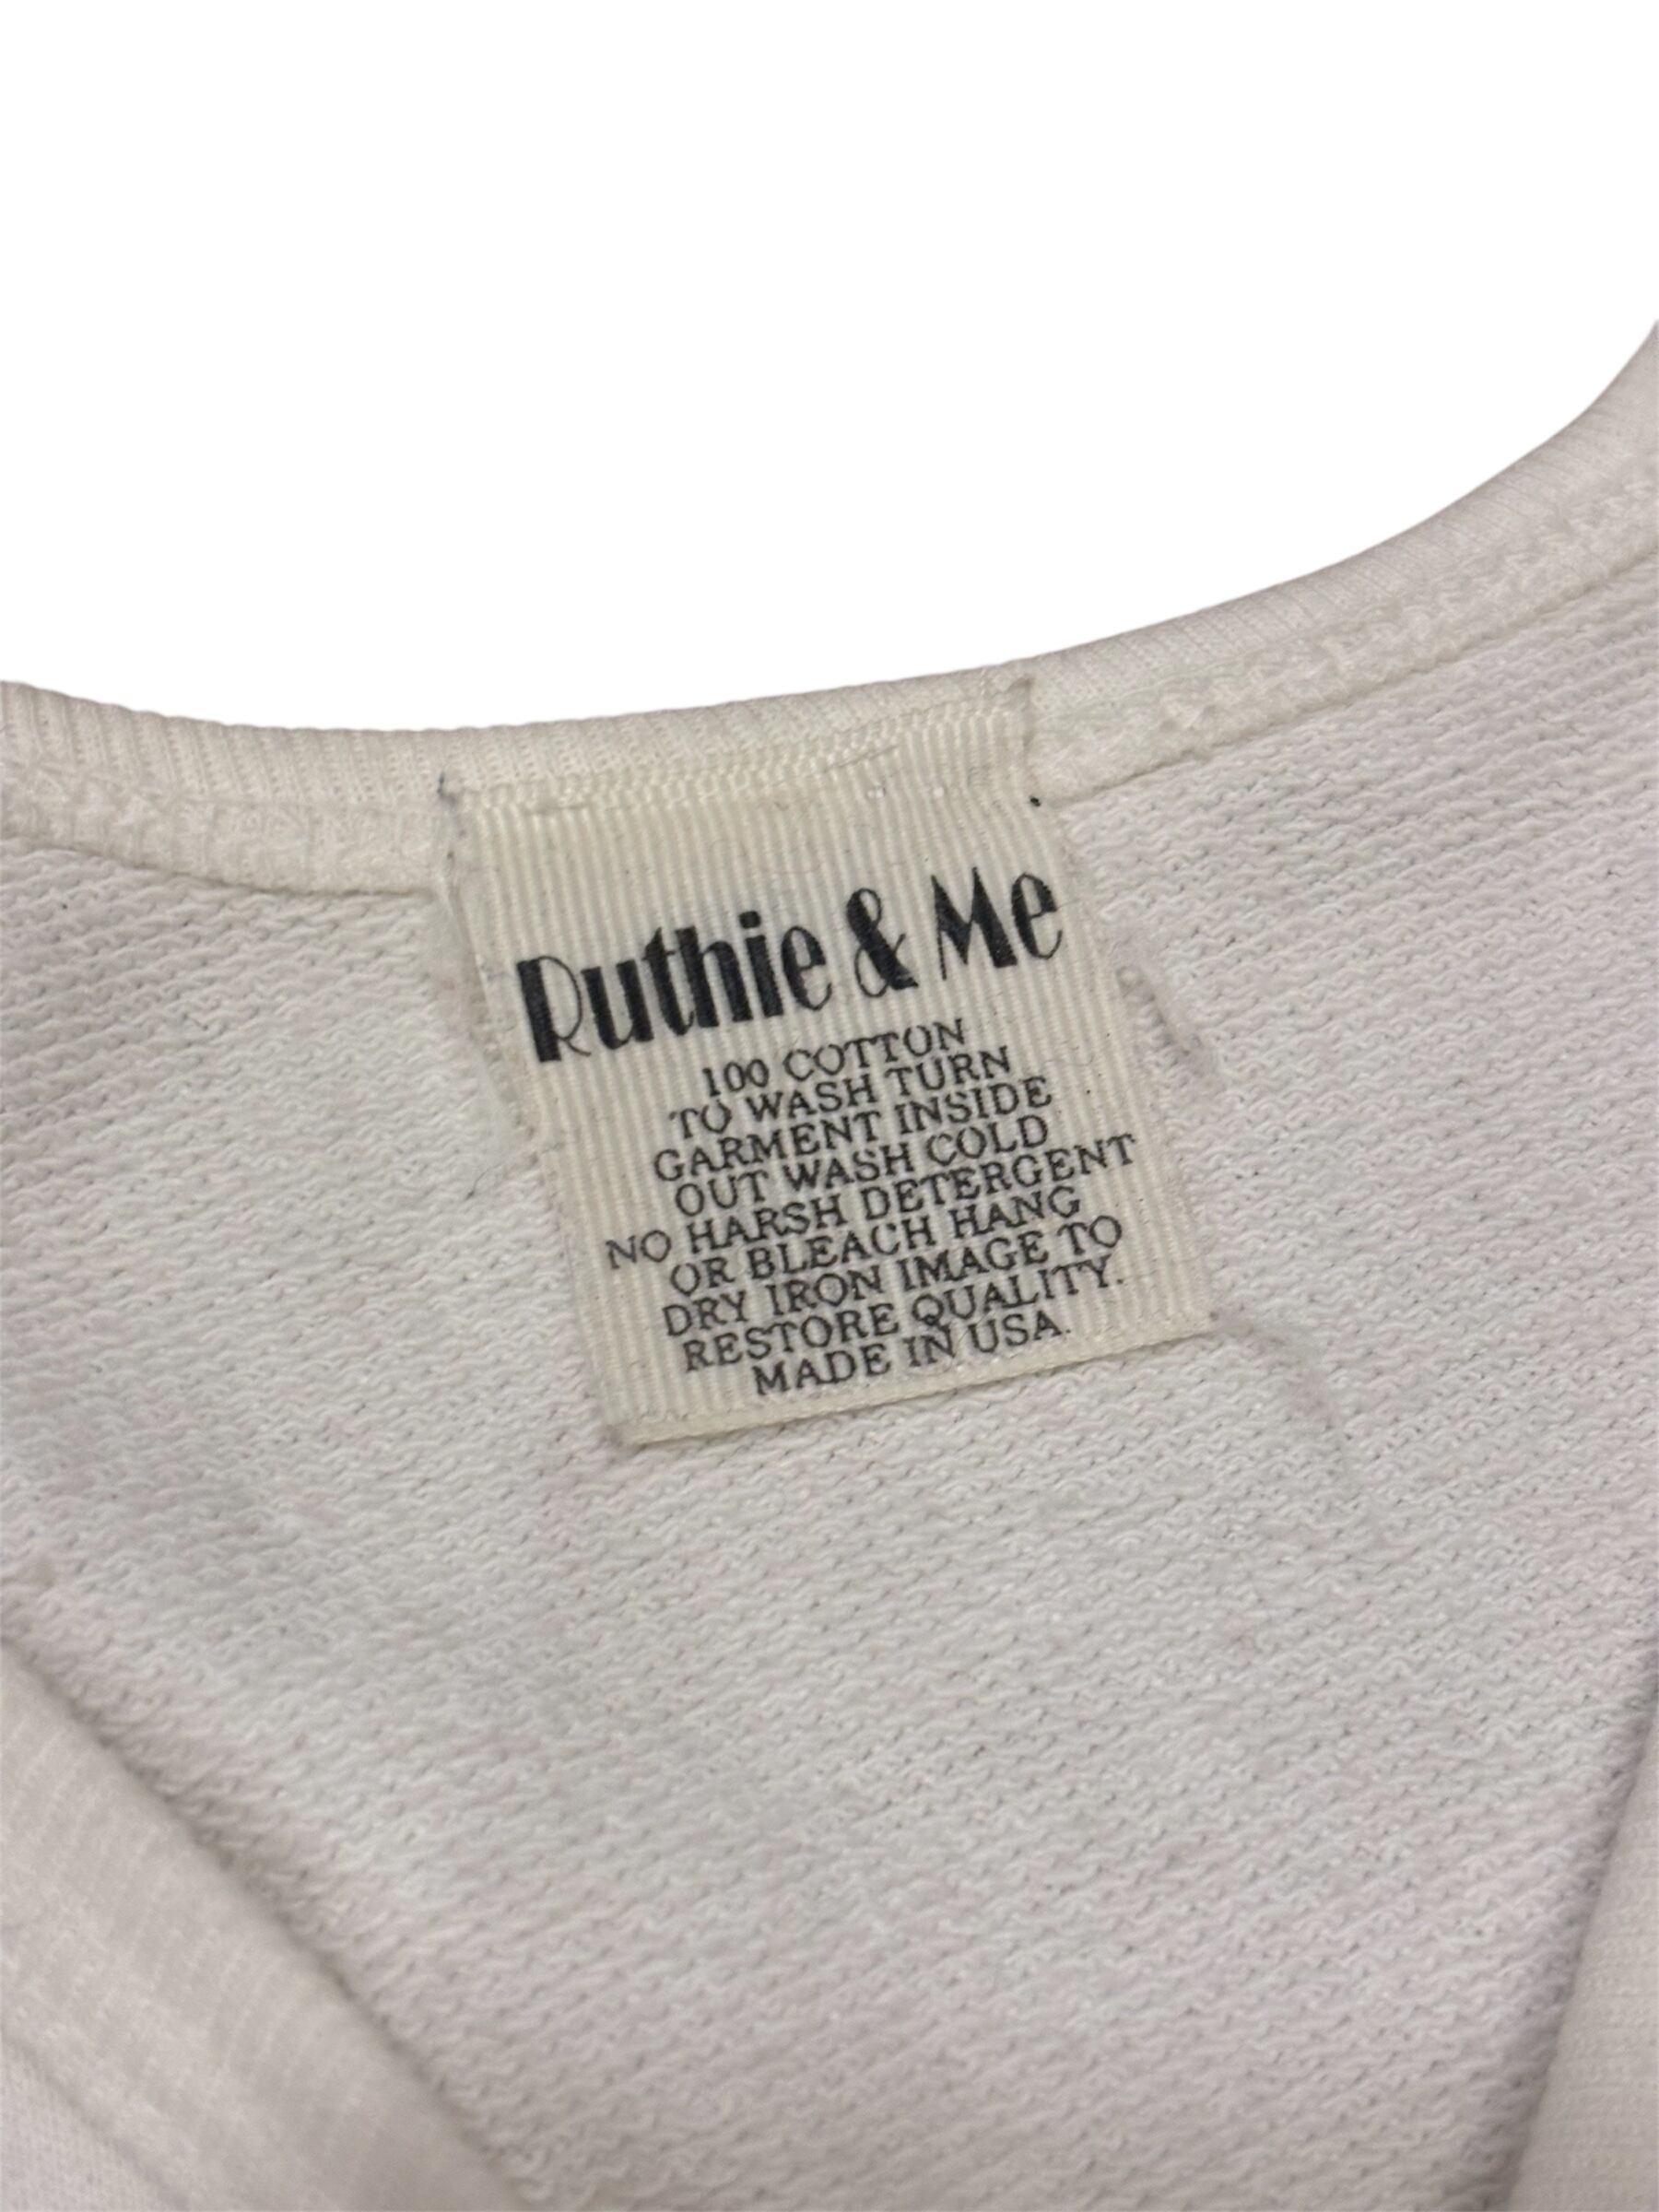 Ruthie & Me
100 COTTON
TO WASH TURN
GARMENT INSIDE
OUT WASH COLD
NO HARSH DETERGENT
OR BLEACH HANG
DRY IRON IMAGE TO
RESTORE QUALITY.
MADE IN USA.